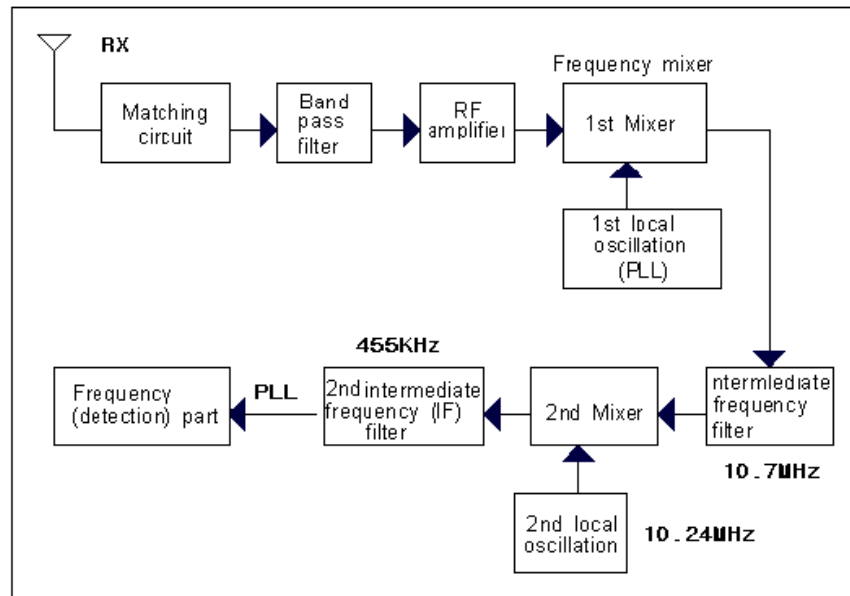 RX
Matching
circuit
Band
pass
filter
RF
amplifier
Frequency mixer
1st Mixer
1st local
oscillation
(PLL)
ntermlediate
frequency
filter
10.7MHz
2nd Mixer
2nd local
oscillation
10.24MHz
455KHz
2nd intermediate
frequency (IF)
filter
PLL
Frequency
(detection) part